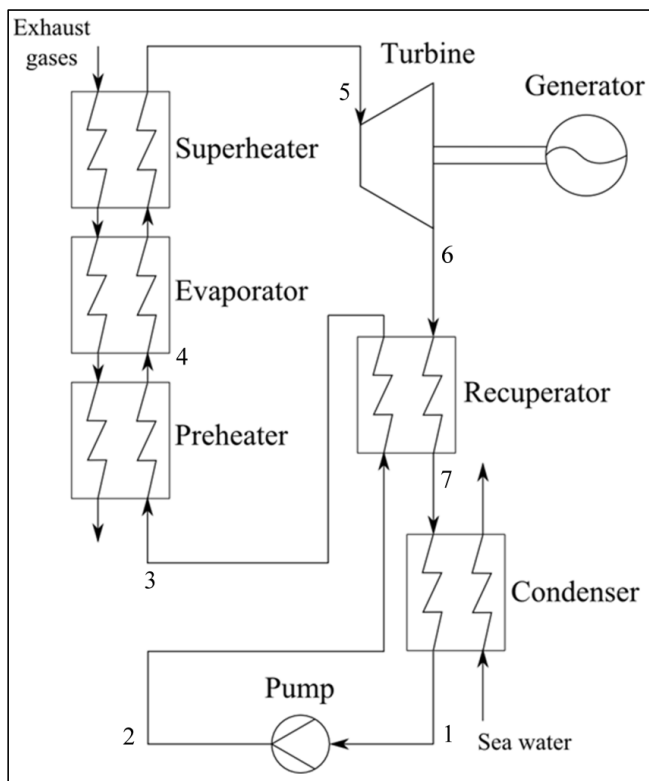 Exhaust
gases
Turbine
5
Generator
Superheater
6
Evaporator
4
Recuperator
Preheater
7
3
Condenser
Pump
2
1
Sea water